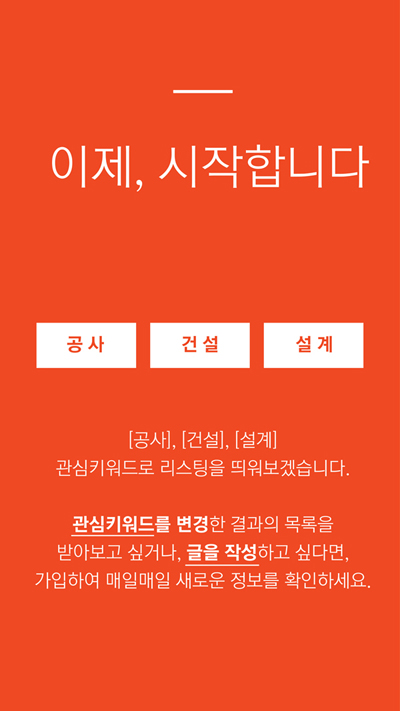 이제, 시작합니다
공사
건설
설계
[공사], [건설], [설계]
관심키워드로 리스팅을 띄워보겠습니다.
관심키워드를 변경한 결과의 목록을
받아보고 싶거나, 글을 작성하고 싶다면,
가입하여 매일매일 새로운 정보를 확인하세요.